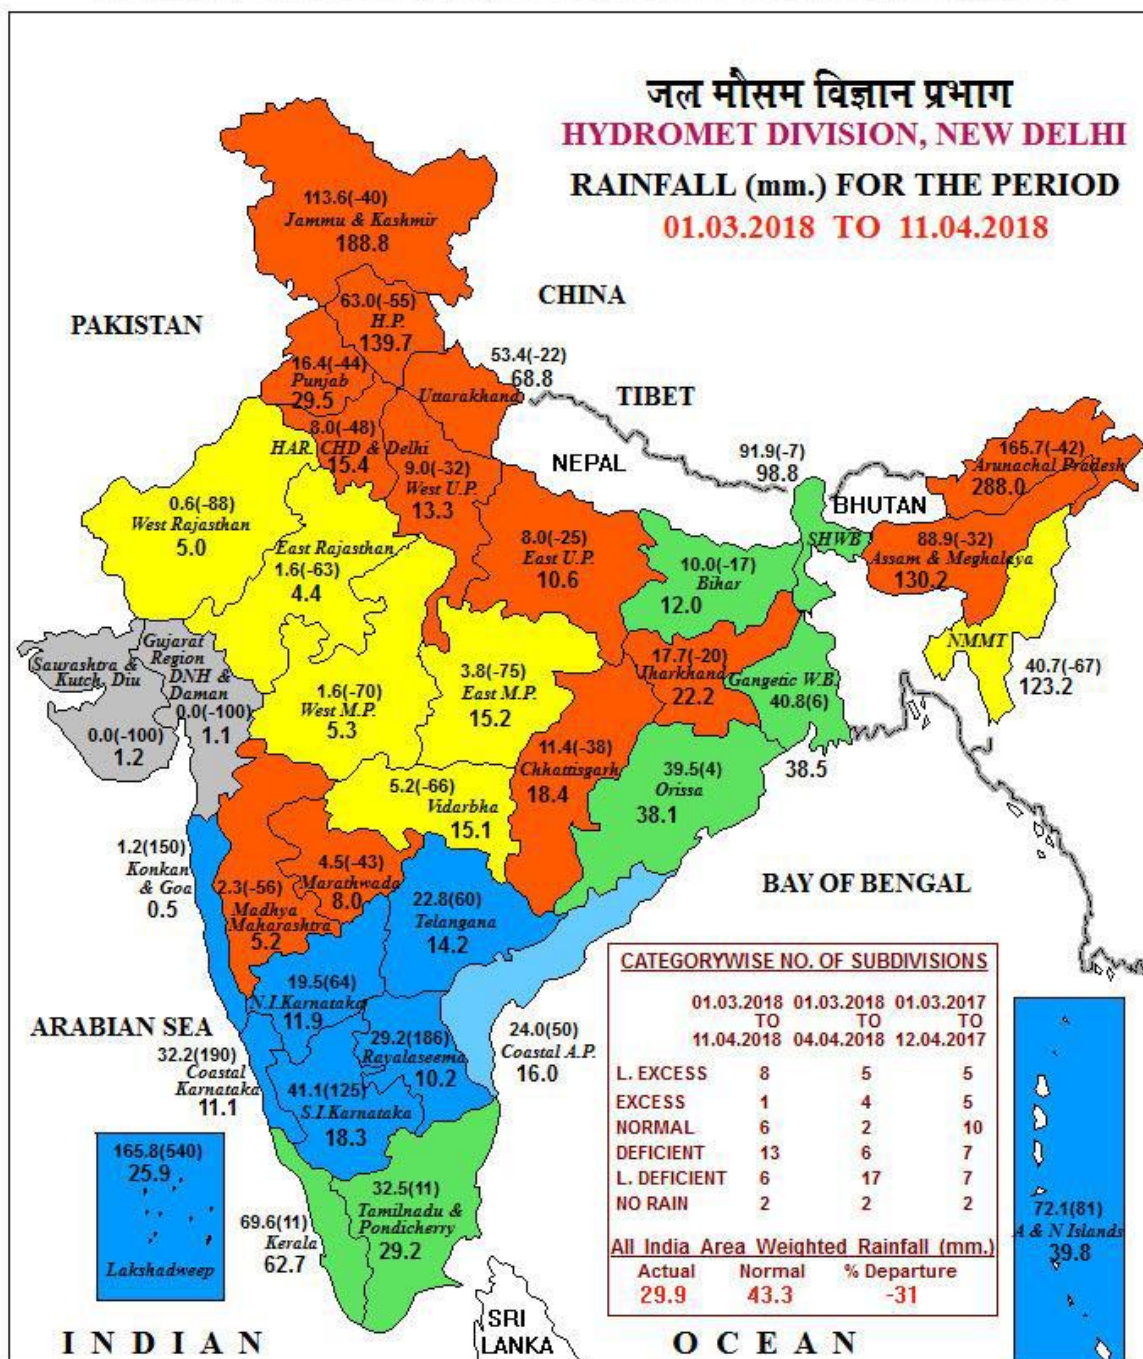 जल मौसम विज्ञान प्रभाग
HYDROMET DIVISION, NEW DELHI
RAINFALL (mm.) FOR THE PERIOD
01.03.2018 TO 11.04.2018
113.6(-40)
Jammu & Kashmir
188.8
CHINA
63.0(-55)
H.P.
139.7
PAKISTAN
16.4(-44)
Punjab
29.5
53.4(-22)
68.8
Uttarakhand
TIBET
8.0(-48)
HAR. CHD & Delhi
15.4
9.0(-32)
West U.P.
13.3
NEPAL
91.9(-7)
98.8
BHUTAN
165.7(-42)
Arunachal Pradesh
288.0
0.6(-88)
West Rajasthan
5.0
East Rajasthan
1.6(-63)
4.4
8.0(-25)
East U.P.
10.6
10.0(-17)
Bihar
12.0
SHWB
88.9(-32)
Assam & Meghalaya
130.2
NMMT
40.7(-67)
123.2
Saurashtra &
Kutch, Diu
0.0(-100)
1.2
Gujarat
Region
DNH &
Daman
0.0(-100)
1.1
1.6(-70)
West M.P.
5.3
3.8(-75)
East M.P.
15.2
17.7(-20)
Jharkhand
22.2
Gangetic W.B.
40.8(6)
38.5
11.4(-38)
Chhattisgarh
18.4
39.5(4)
Orissa
38.1
5.2(-66)
Vidarbha
15.1
1.2(150)
Konkan
& Goa
0.5
2.3(-56)
Madhya
Maharashtra
5.2
4.5(-43)
Marathwada
8.0
22.8(60)
Telangana
14.2
BAY OF BENGAL
19.5(64)
N.I.Karnataka
11.9
ARABIAN SEA
32.2(190)
Coastal
Karnataka
11.1
29.2(186)
Rayalaseema
10.2
24.0(50)
Coastal A.P.
16.0
41.1(125)
S.I.Karnataka
18.3
165.8(540)
25.9
Lakshadweep
69.6(11)
Kerala
62.7
32.5(11)
Tamilnadu &
Pondicherry
29.2
CATEGORYWISE NO. OF SUBDIVISIONS
01.03.2018 01.03.2018 01.03.2017
TO TO TO
11.04.2018 04.04.2018 12.04.2017
L. EXCESS 8 5 5
EXCESS 1 4 5
NORMAL 6 2 10
DEFICIENT 13 6 7
L. DEFICIENT 6 17 7
NO RAIN 2 2 2
All India Area Weighted Rainfall (mm.)
Actual Normal % Departure
29.9 43.3 -31
72.1(81)
A & N Islands
39.8
SRI
LANKA
INDIAN OCEAN